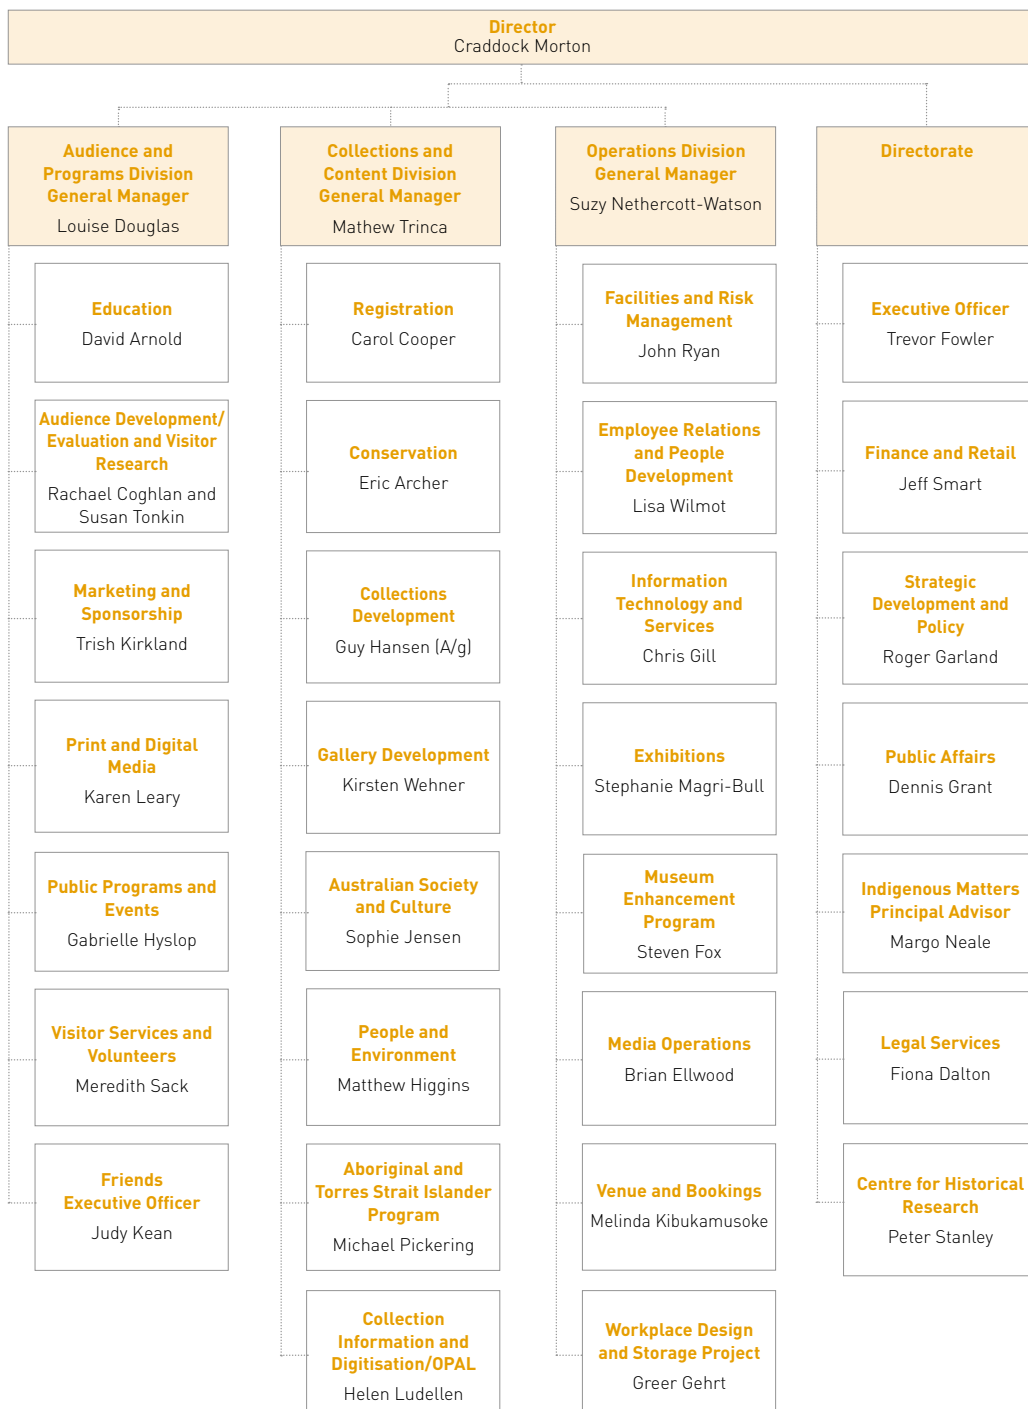 Director
Craddock Morton
Audience and
Programs Division
General Manager
Louise Douglas
Education
David Arnold
Audience Development/
Evaluation and Visitor
Research
Rachael Coghlan and
Susan Tonkin
Marketing and
Sponsorship
Trish Kirkland
Print and Digital
Media
Karen Leary
Public Programs and
Events
Gabrielle Hyslop
Visitor Services and
Volunteers
Meredith Sack
Friends
Executive Officer
Judy Kean
Collections and
Content Division
General Manager
Mathew Trinca
Registration
Carol Cooper
Conservation
Eric Archer
Collections
Development
Guy Hansen (A/g)
Gallery Development
Kirsten Wehner
Australian Society
and Culture
Sophie Jensen
People and
Environment
Matthew Higgins
Aboriginal and
Torres Strait Islander
Program
Michael Pickering
Collection
Information and
Digitisation/OPAL
Helen Ludellen
Operations Division
General Manager
Suzy Nethercott-Watson
Facilities and Risk
Management
John Ryan
Employee Relations
and People
Development
Lisa Wilmot
Information
Technology and
Services
Chris Gill
Exhibitions
Stephanie Magri-Bull
Museum
Enhancement
Program
Steven Fox
Media Operations
Brian Ellwood
Venue and Bookings
Melinda Kibukamusoke
Workplace Design
and Storage Project
Greer Gehrt
Directorate
Executive Officer
Trevor Fowler
Finance and Retail
Jeff Smart
Strategic
Development and
Policy
Roger Garland
Public Affairs
Dennis Grant
Indigenous Matters
Principal Advisor
Margo Neale
Legal Services
Fiona Dalton
Centre for Historical
Research
Peter Stanley